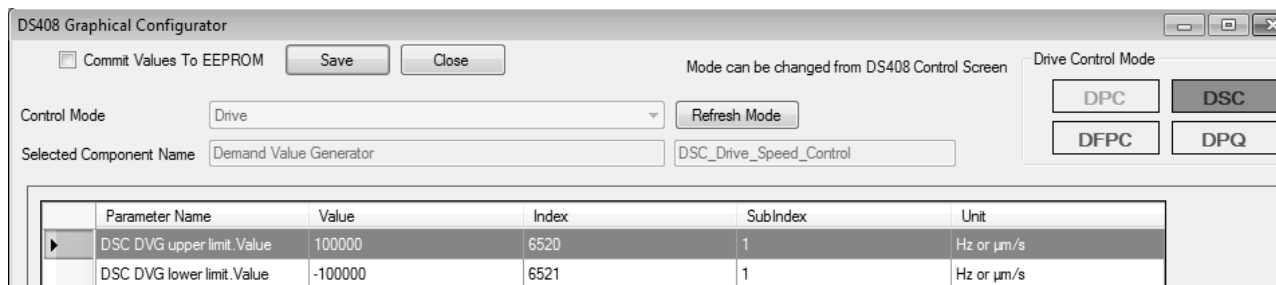 DS408 Graphical Configurator
Commit Values To EEPROM Save Close
Mode can be changed from DS408 Control Screen
Drive Control Mode
DPC DSC
Control Mode Drive Refresh Mode
DFPC DPQ
Selected Component Name Demand Value Generator DSC_Drive_Speed_Control
Parameter Name Value Index SubIndex Unit
DSC DVG upper limit.Value 100000 6520 1 Hz or µm/s
DSC DVG lower limit.Value -100000 6521 1 Hz or µm/s